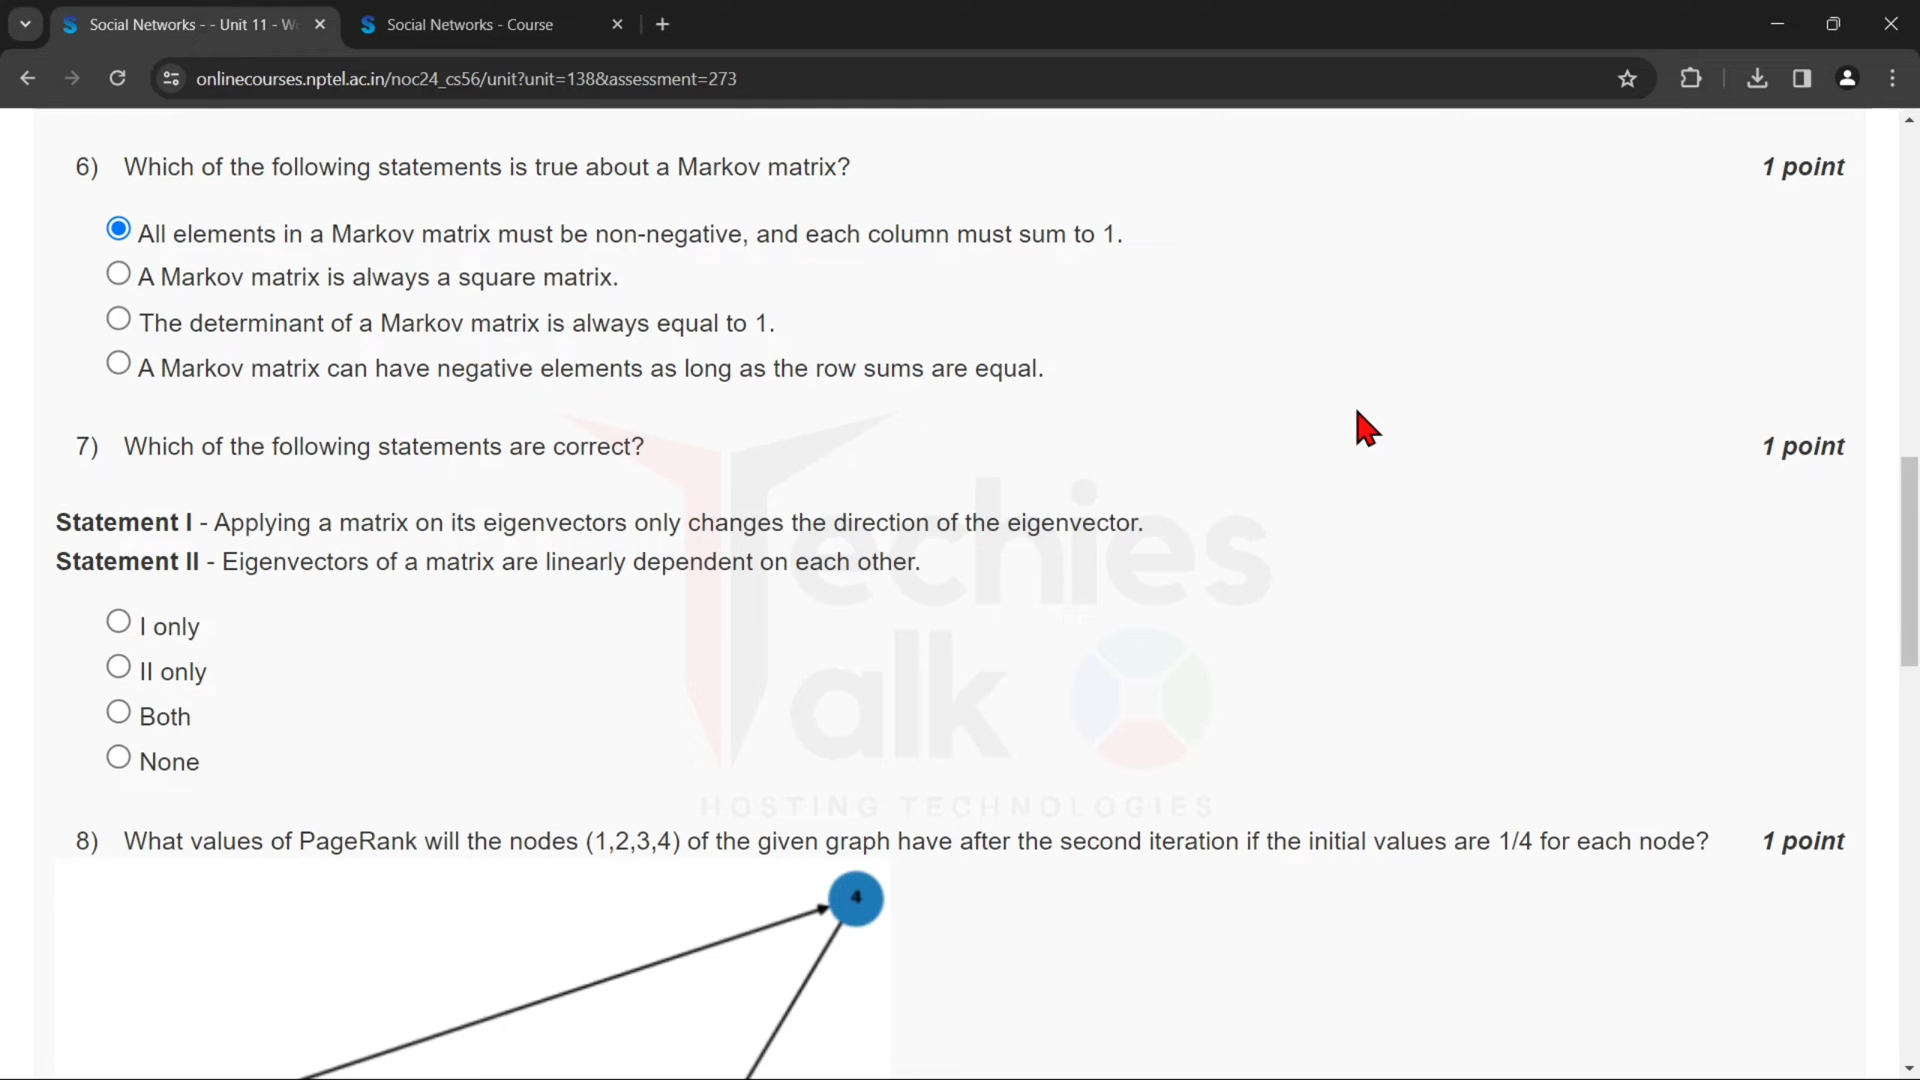 Social Networks - - Unit 11 - W
Social Networks - Course
onlinecourses.nptel.ac.in/noc24_cs56/unit?unit=138&assessment=273
6) Which of the following statements is true about a Markov matrix? 1 point
All elements in a Markov matrix must be non-negative, and each column must sum to 1.
A Markov matrix is always a square matrix.
The determinant of a Markov matrix is always equal to 1.
A Markov matrix can have negative elements as long as the row sums are equal.
7) Which of the following statements are correct? 1 point
Statement I - Applying a matrix on its eigenvectors only changes the direction of the eigenvector.
Statement II - Eigenvectors of a matrix are linearly dependent on each other.
I only
II only
Both
None
Techies
Talk
HOSTING TECHNOLOGIES
8) What values of PageRank will the nodes (1,2,3,4) of the given graph have after the second iteration if the initial values are 1/4 for each node? 1 point
4